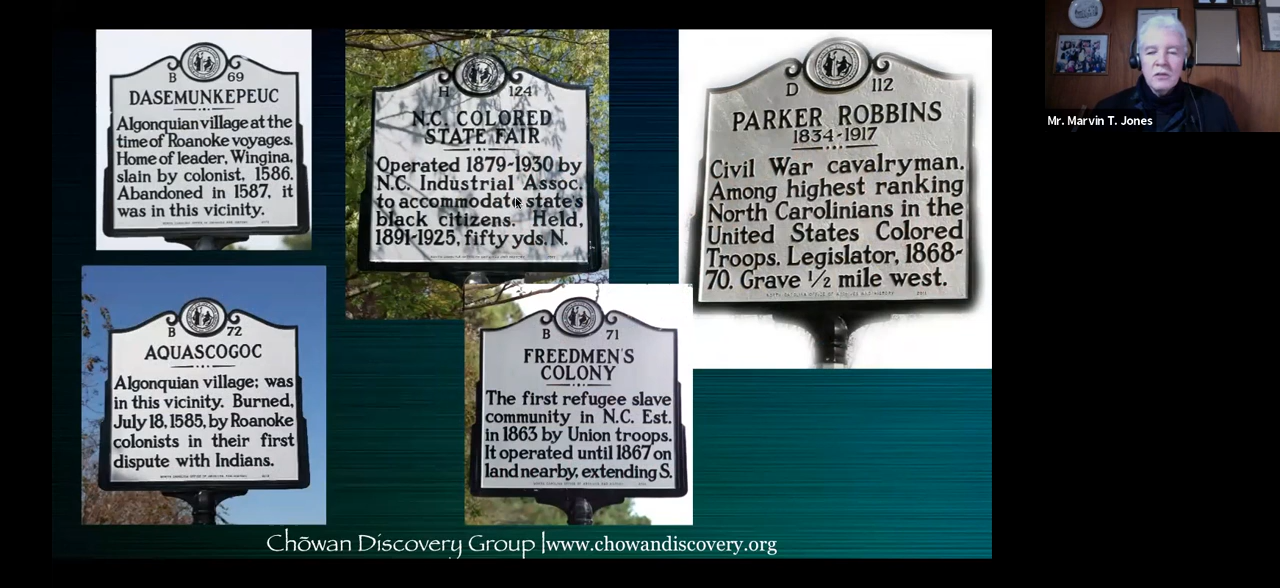 B 69
DASEMUNKEPEUC
Algonquian village at the
time of Roanoke voyages.
Home of leader, Wingina,
slain by colonist, 1586.
Abandoned in 1587, it
was in this vicinity.
H 124
N.C. COLORED
STATE FAIR
Operated 1879-1930 by
N.C. Industrial Assoc.
to accommodate state's
black citizens. Held,
1891-1925, fifty yds. N.
D 112
PARKER ROBBINS
1834-1917
Civil War cavalryman.
Among highest ranking
North Carolinians in the
United States Colored
Troops. Legislator, 1868-
70. Grave 1/2 mile west.
B 72
AQUASCOGOC
Algonquian village; was
in this vicinity. Burned,
July 18, 1585, by Roanoke
colonists in their first
dispute with Indians.
B 71
FREEDMEN'S
COLONY
The first refugee slave
community in N.C. Est.
in 1863 by Union troops.
It operated until 1867 on
land nearby, extending S.
Chōwan Discovery Group |www.chowandiscovery.org
Mr. Marvin T. Jones